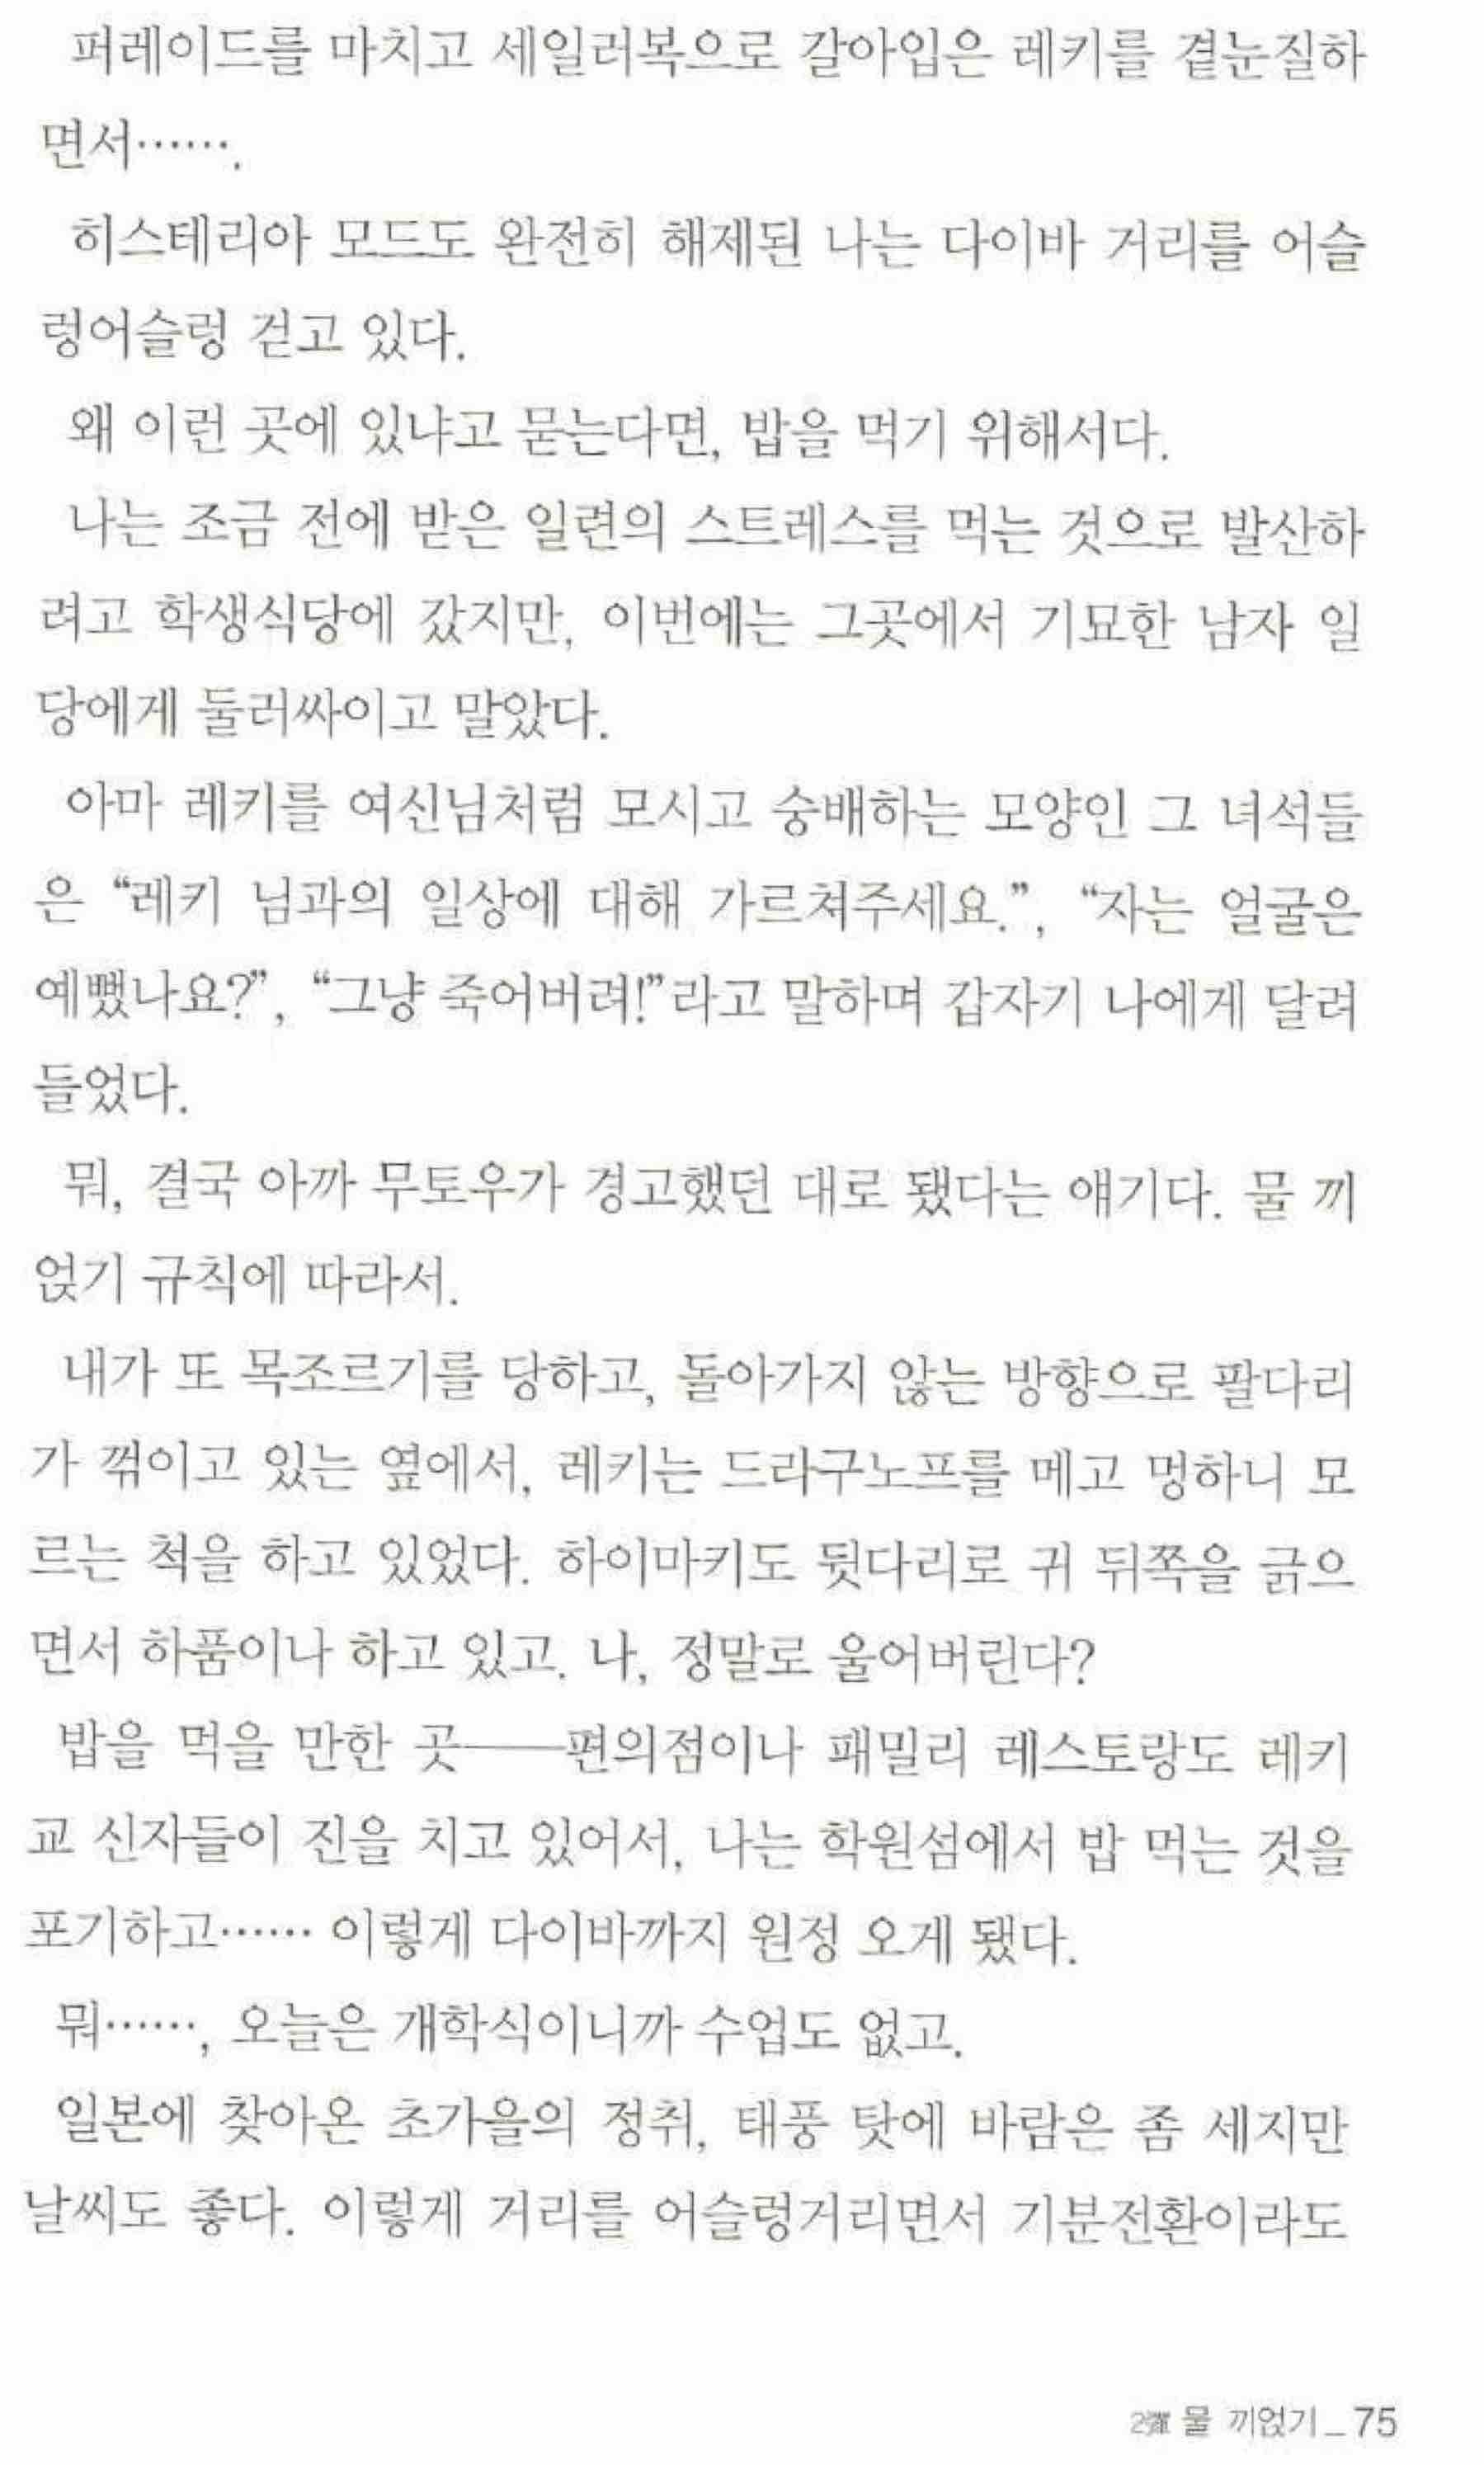 퍼레이드를 마치고 세일러복으로 갈아입은 레키를 곁눈질하
면서…….
히스테리아 모드도 완전히 해제된 나는 다이바 거리를 어슬
렁어슬렁 걷고 있다.
왜 이런 곳에 있냐고 묻는다면, 밥을 먹기 위해서다.
나는 조금 전에 받은 일련의 스트레스를 먹는 것으로 발산하
려고 학생식당에 갔지만, 이번에는 그곳에서 기묘한 남자 일
당에게 둘러싸이고 말았다.
아마 레키를 여신님처럼 모시고 숭배하는 모양인 그 녀석들
은 “레키 님과의 일상에 대해 가르쳐주세요.”, “자는 얼굴은
예뻤나요?”, “그냥 죽어버려!”라고 말하며 갑자기 나에게 달려
들었다.
뭐, 결국 아까 무토우가 경고했던 대로 됐다는 얘기다. 물 끼
얹기 규칙에 따라서.
내가 또 목조르기를 당하고, 돌아가지 않는 방향으로 팔다리
가 꺾이고 있는 옆에서, 레키는 드라구노프를 메고 멍하니 모
르는 척을 하고 있었다. 하이마키도 뒷다리로 귀 뒤쪽을 긁으
면서 하품이나 하고 있고. 나, 정말로 울어버린다?
밥을 먹을 만한 곳──편의점이나 패밀리 레스토랑도 레키
교 신자들이 진을 치고 있어서, 나는 학원섬에서 밥 먹는 것을
포기하고…… 이렇게 다이바까지 원정 오게 됐다.
뭐……, 오늘은 개학식이니까 수업도 없고.
일본에 찾아온 초가을의 정취, 태풍 탓에 바람은 좀 세지만
날씨도 좋다. 이렇게 거리를 어슬렁거리면서 기분전환이라도
2彈 물 끼얹기_75